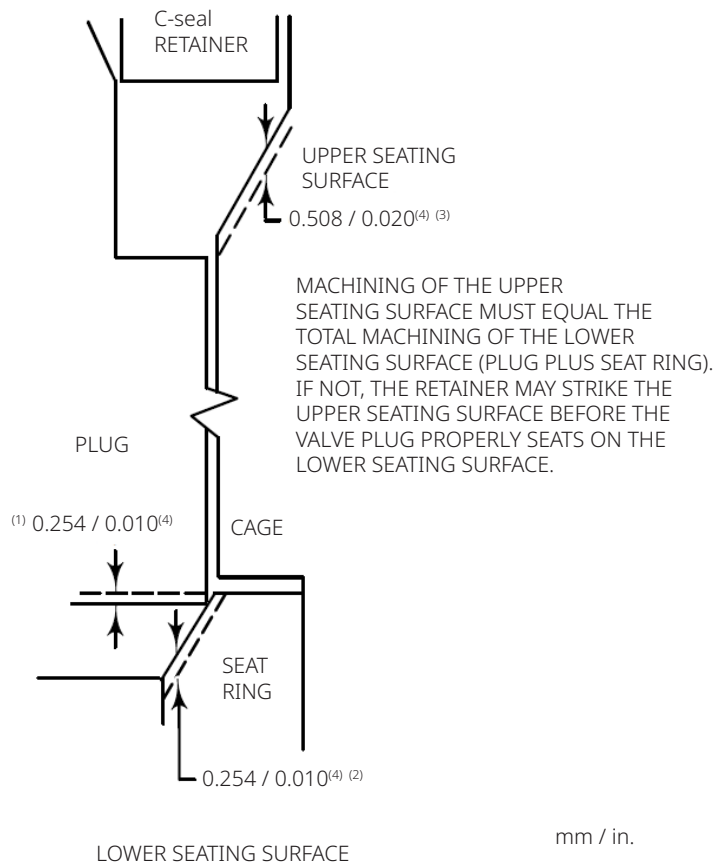 C-seal
RETAINER
UPPER SEATING
SURFACE
0.508 / 0.020(4) (3)
MACHINING OF THE UPPER
SEATING SURFACE MUST EQUAL THE
TOTAL MACHINING OF THE LOWER
SEATING SURFACE (PLUG PLUS SEAT RING).
IF NOT, THE RETAINER MAY STRIKE THE
UPPER SEATING SURFACE BEFORE THE
VALVE PLUG PROPERLY SEATS ON THE
LOWER SEATING SURFACE.
PLUG
(1) 0.254 / 0.010(4)
CAGE
SEAT
RING
0.254 / 0.010(4) (2)
mm / in.
LOWER SEATING SURFACE